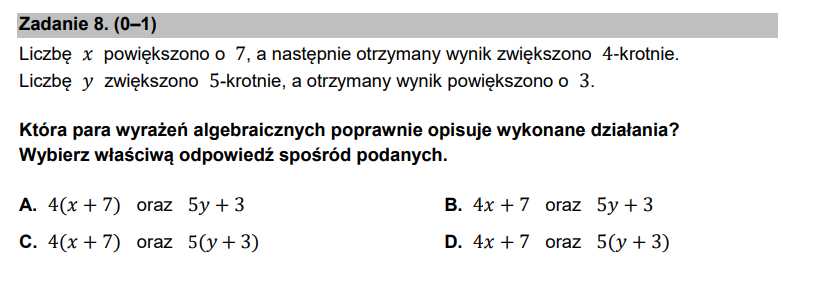 Zadanie 8. (0–1)
Liczbę x powiększono o 7, a następnie otrzymany wynik zwiększono 4-krotnie.
Liczbę y zwiększono 5-krotnie, a otrzymany wynik powiększono o 3.
Która para wyrażeń algebraicznych poprawnie opisuje wykonane działania?
Wybierz właściwą odpowiedź spośród podanych.
A. 4(x + 7) oraz 5y + 3 B. 4x + 7 oraz 5y + 3
C. 4(x + 7) oraz 5(y + 3) D. 4x + 7 oraz 5(y + 3)